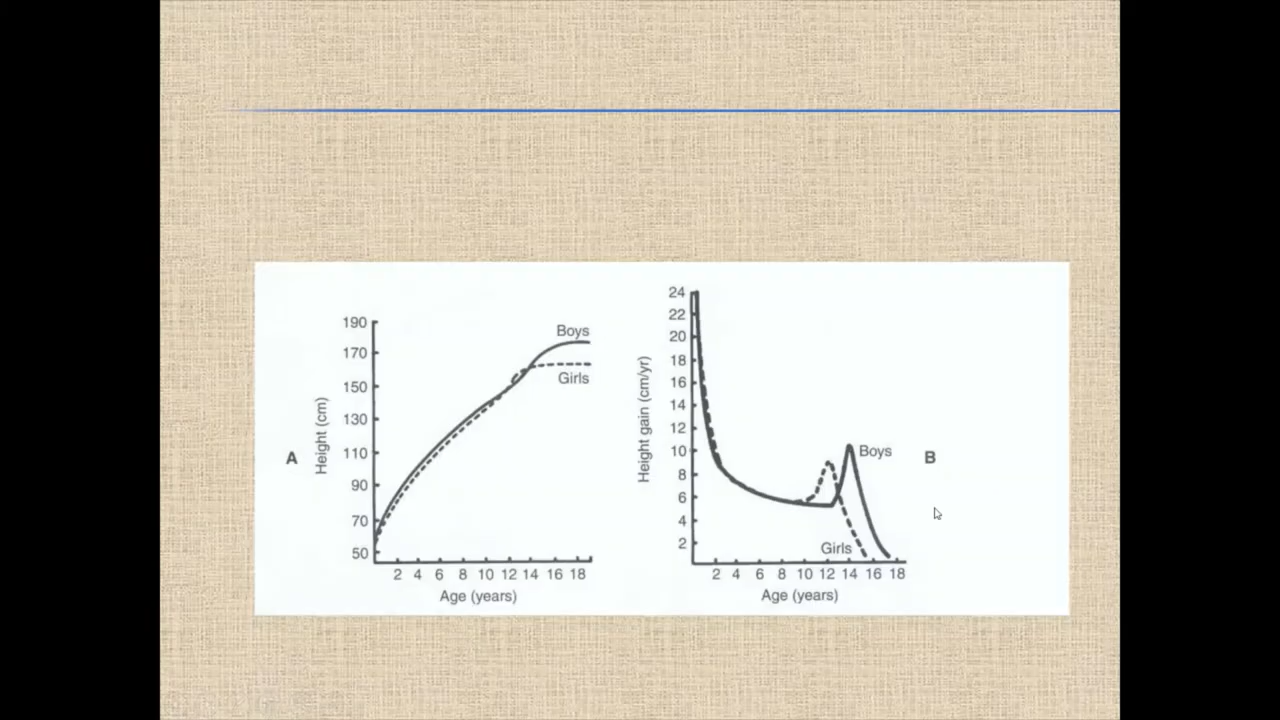 A
Height (cm)
190
170
150
130
110
90
70
50
Boys
Girls
2 4 6 8 10 12 14 16 18
Age (years)
Height gain (cm/yr)
24
22
20
18
16
14
12
10
8
6
4
2
Boys
Girls
2 4 6 8 10 12 14 16 18
Age (years)
B